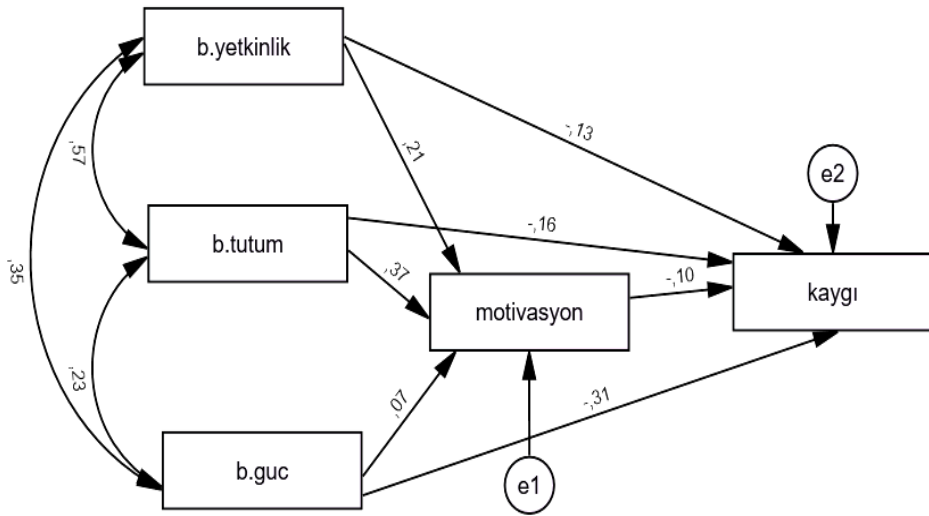 b.yetkinlik
-,13
,21
,57
e2
b.tutum
-,16
,35
,37
-,10
kaygı
motivasyon
,23
,07
-,31
b.guc
e1